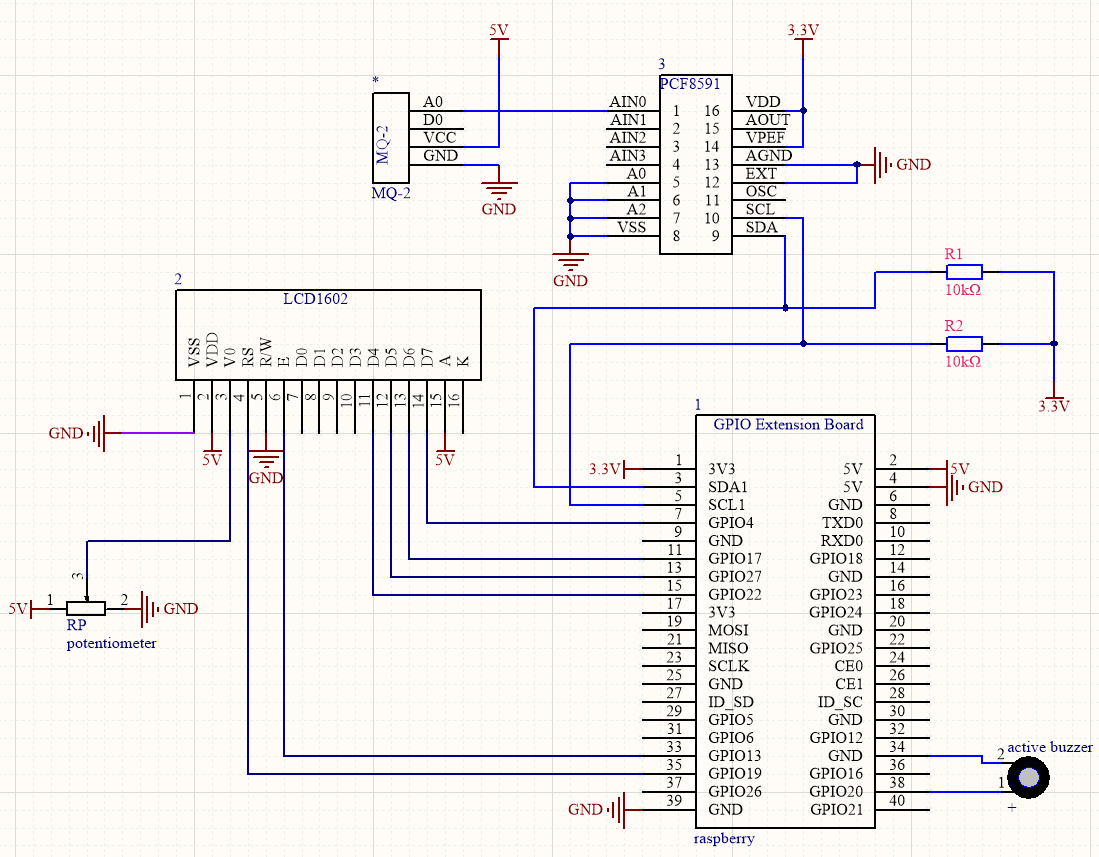 5V
3.3V
*
MQ-2
A0
D0
VCC
GND
MQ-2
GND
3
PCF8591
AIN0 1 16 VDD
AIN1 2 15 AOUT
AIN2 3 14 VPEF
AIN3 4 13 AGND
A0 5 12 EXT
A1 6 11 OSC
A2 7 10 SCL
VSS 8 9 SDA
GND
GND
R1
10kΩ
R2
10kΩ
3.3V
2
LCD1602
VSS VDD V0 RS R/W E D0 D1 D2 D3 D4 D5 D6 D7 A K
1 2 3 4 5 6 7 8 9 10 11 12 13 14 15 16
GND
5V
GND
5V
3
5V 1 2 GND
RP
potentiometer
1
GPIO Extension Board
3.3V 1 3V3 5V 2 5V
3 SDA1 5V 4 GND
5 SCL1 GND 6
7 GPIO4 TXD0 8
9 GND RXD0 10
11 GPIO17 GPIO18 12
13 GPIO27 GND 14
15 GPIO22 GPIO23 16
17 3V3 GPIO24 18
19 MOSI GND 20
21 MISO GPIO25 22
23 SCLK CE0 24
25 GND CE1 26
27 ID_SD ID_SC 28
29 GPIO5 GND 30
31 GPIO6 GPIO12 32
33 GPIO13 GND 34
35 GPIO19 GPIO16 36
37 GPIO26 GPIO20 38
GND 39 GND GPIO21 40
raspberry
active buzzer
2
1
+